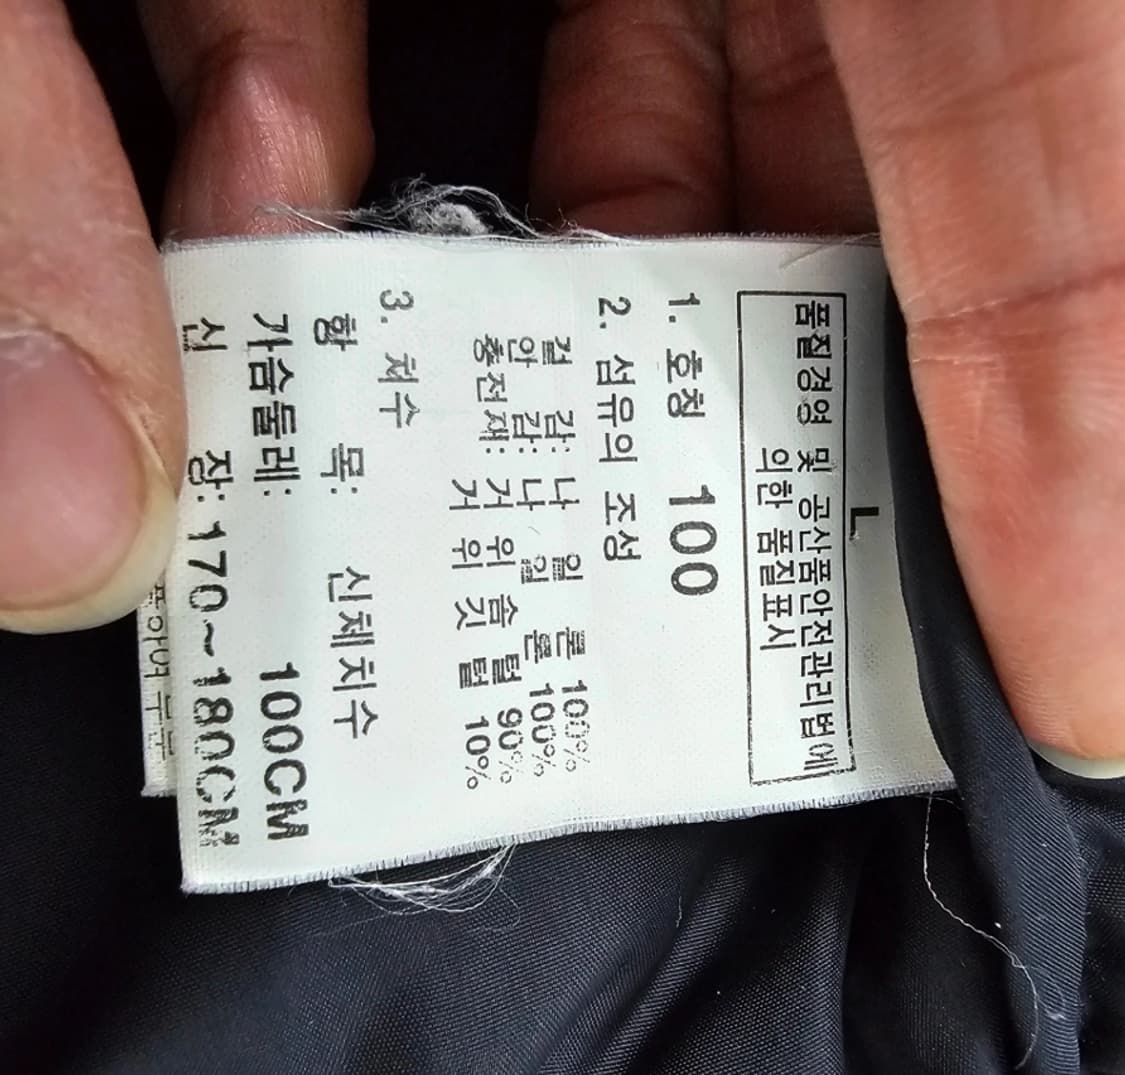 L
품질경영 및 공산품안전관리법에
의한 품질표시
1. 호칭 100
2. 섬유의 조성
겉 감: 나 일 론 100%
안 감: 나 일 론 100%
충전재: 거 위 솜 털 90%
거 위 깃 털 10%
3. 치수
항 목: 신체치수
가슴둘레: 100CM
신 장: 170~180CM